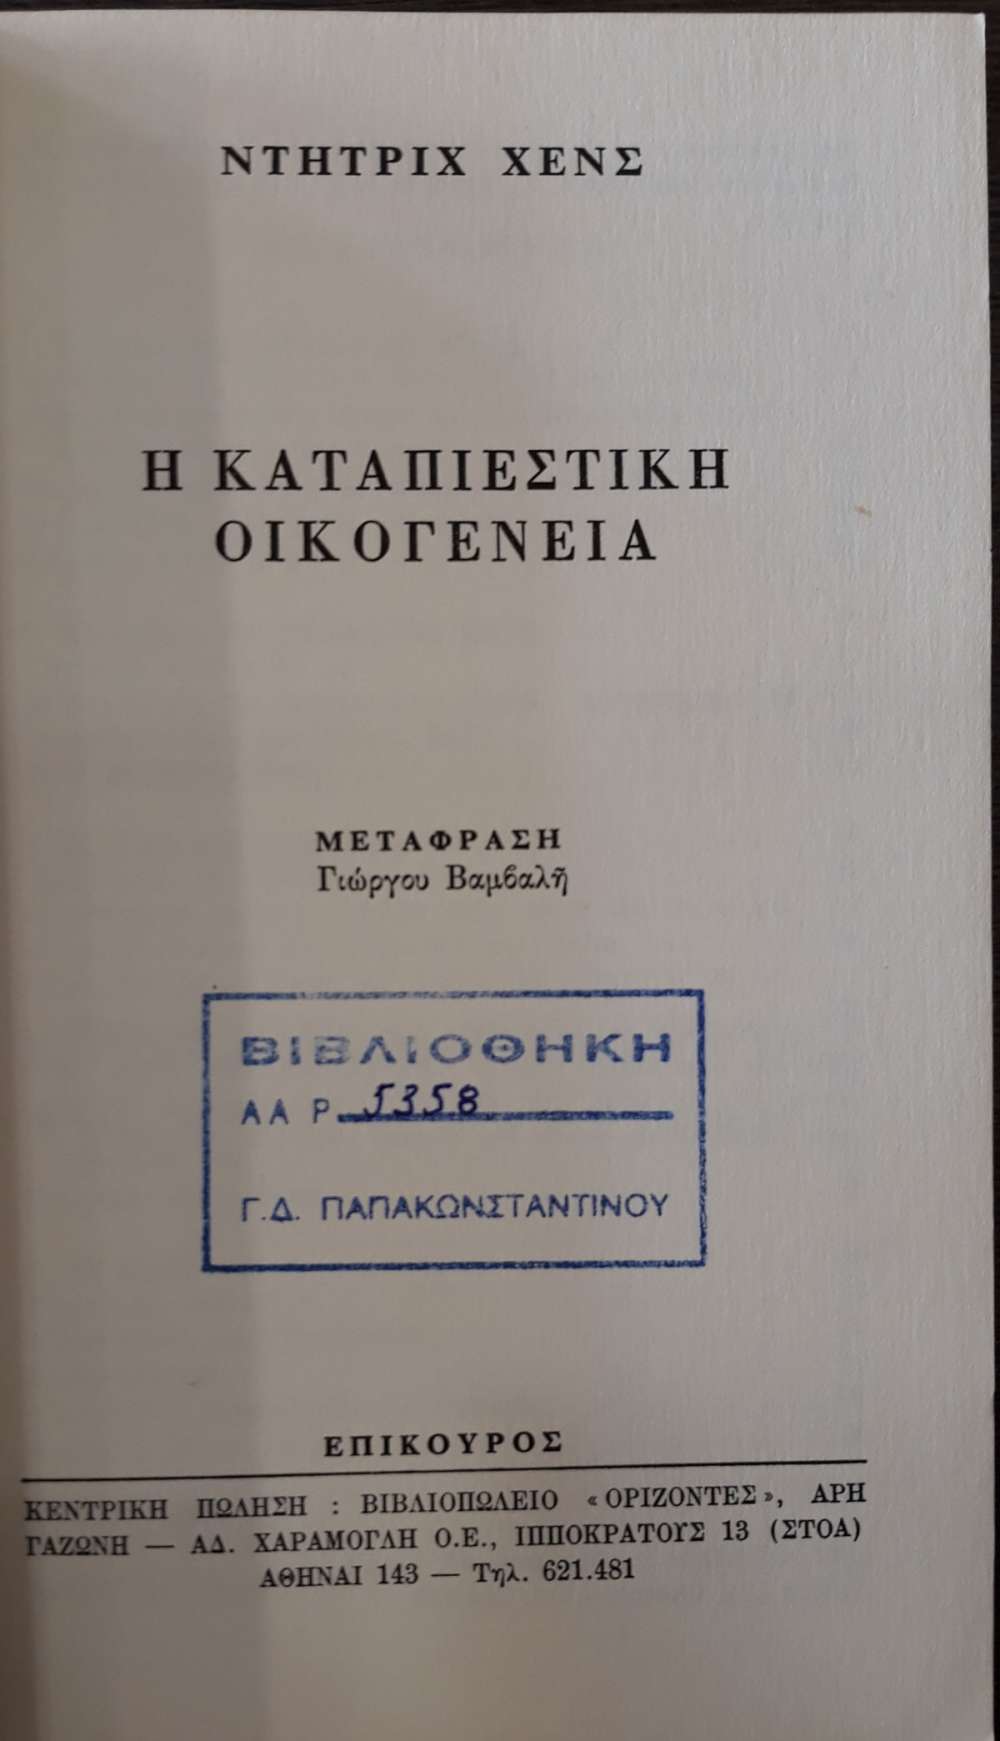 ΝΤΗΤΡΙΧ ΧΕΝΣ
Η ΚΑΤΑΠΙΕΣΤΙΚΗ
ΟΙΚΟΓΕΝΕΙΑ
ΜΕΤΑΦΡΑΣΗ
Γιώργου Βαμβαλῆ
ΒΙΒΛΙΟΘΗΚΗ
ΑΑ Ρ 5358
Γ.Δ. ΠΑΠΑΚΩΝΣΤΑΝΤΙΝΟΥ
ΕΠΙΚΟΥΡΟΣ
ΚΕΝΤΡΙΚΗ ΠΩΛΗΣΗ : ΒΙΒΛΙΟΠΩΛΕΙΟ «ΟΡΙΖΟΝΤΕΣ», ΑΡΗ
ΓΑΖΩΝΗ — ΑΔ. ΧΑΡΑΜΟΓΛΗ Ο.Ε., ΙΠΠΟΚΡΑΤΟΥΣ 13 (ΣΤΟΑ)
ΑΘΗΝΑΙ 143 — Τηλ. 621.481